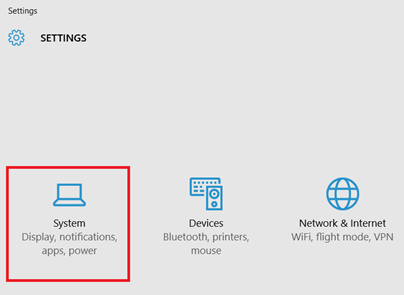 Settings
SETTINGS
System
Display, notifications,
apps, power
Devices
Bluetooth, printers,
mouse
Network & Internet
WiFi, flight mode, VPN